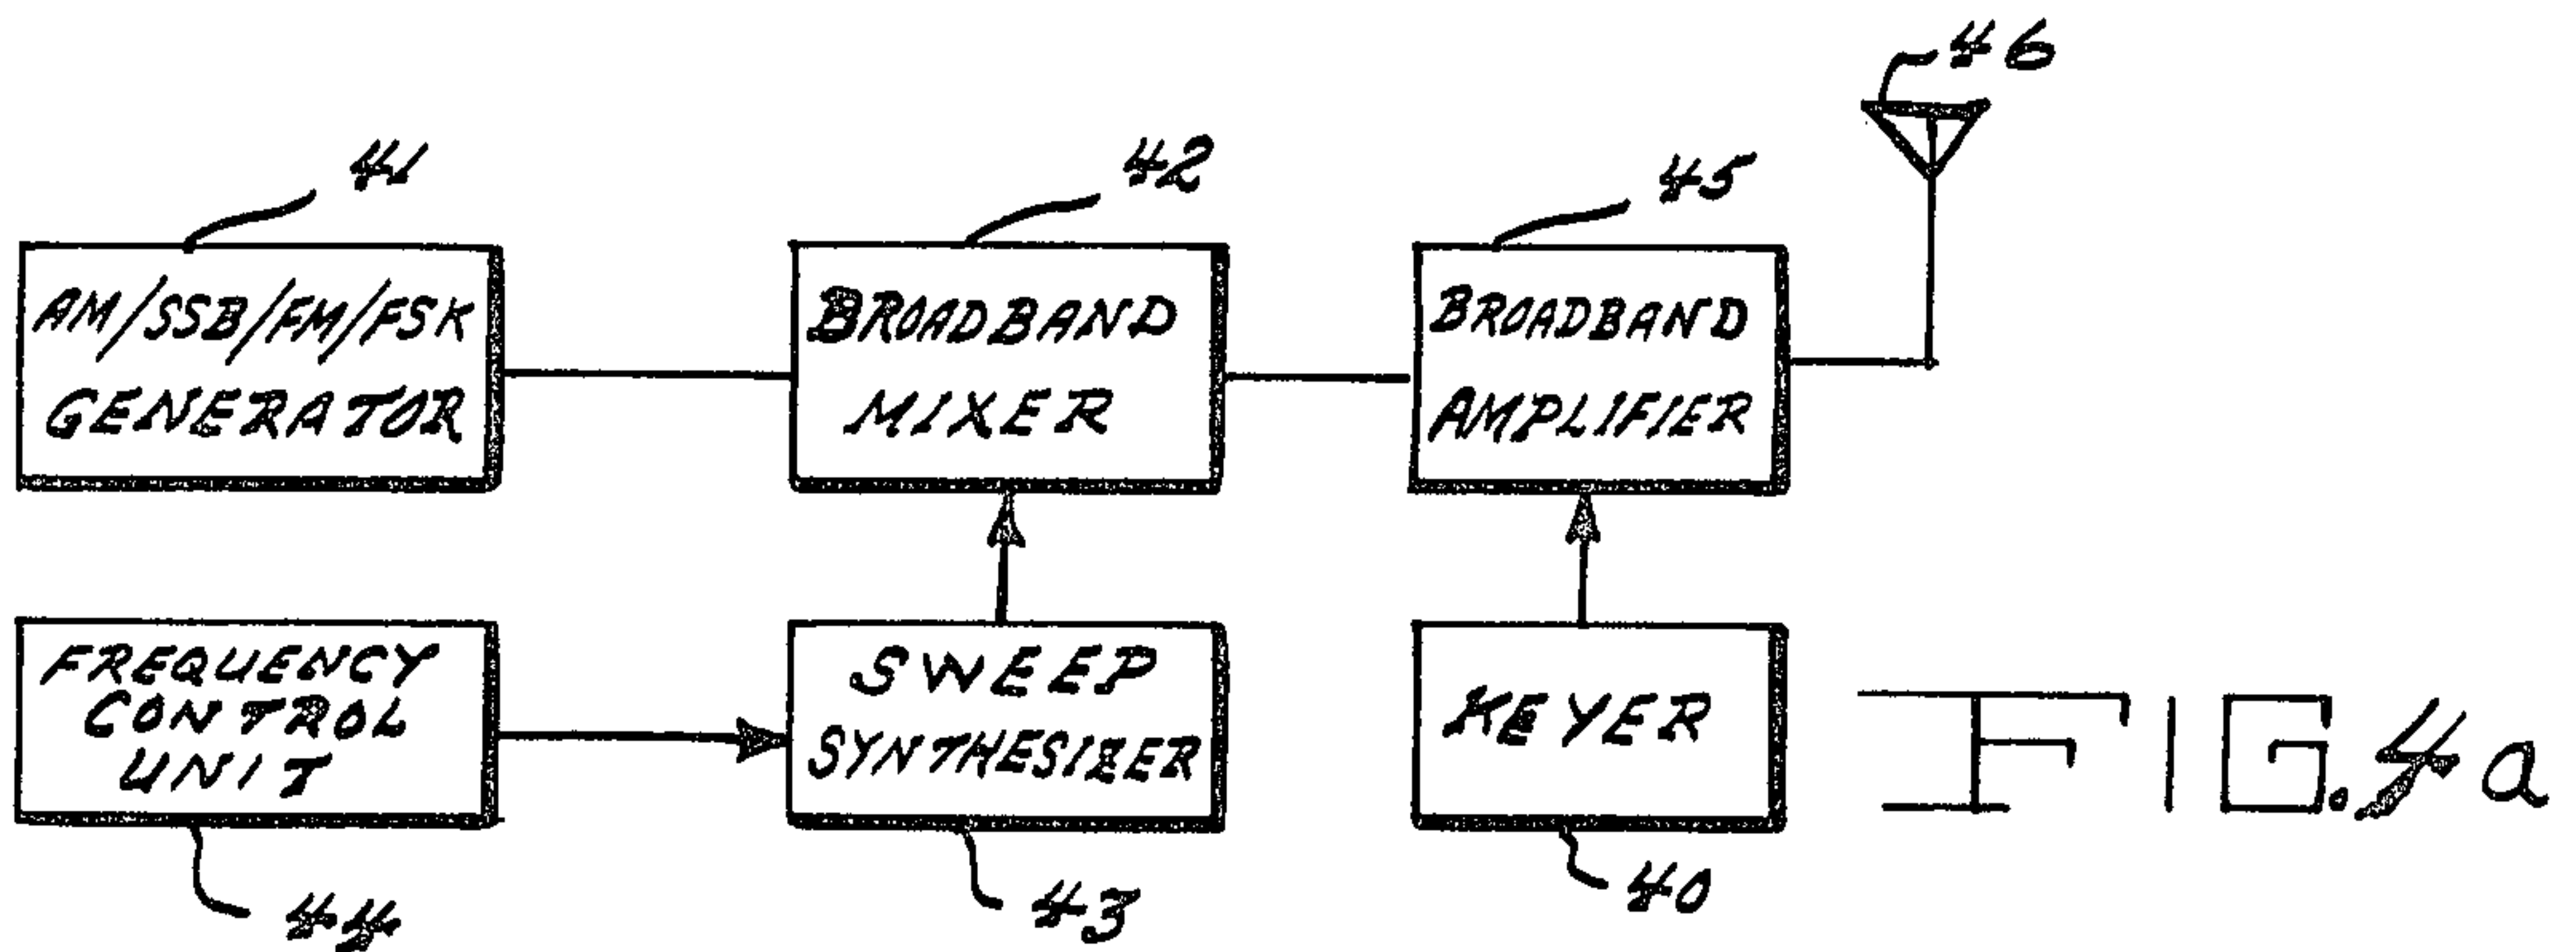 46
41
42
45
AM/SSB/FM/FSK
GENERATOR
BROADBAND
MIXER
BROADBAND
AMPLIFIER
FREQUENCY
CONTROL
UNIT
SWEEP
SYNTHESIZER
KEYER
FIG. 4a
44
43
40